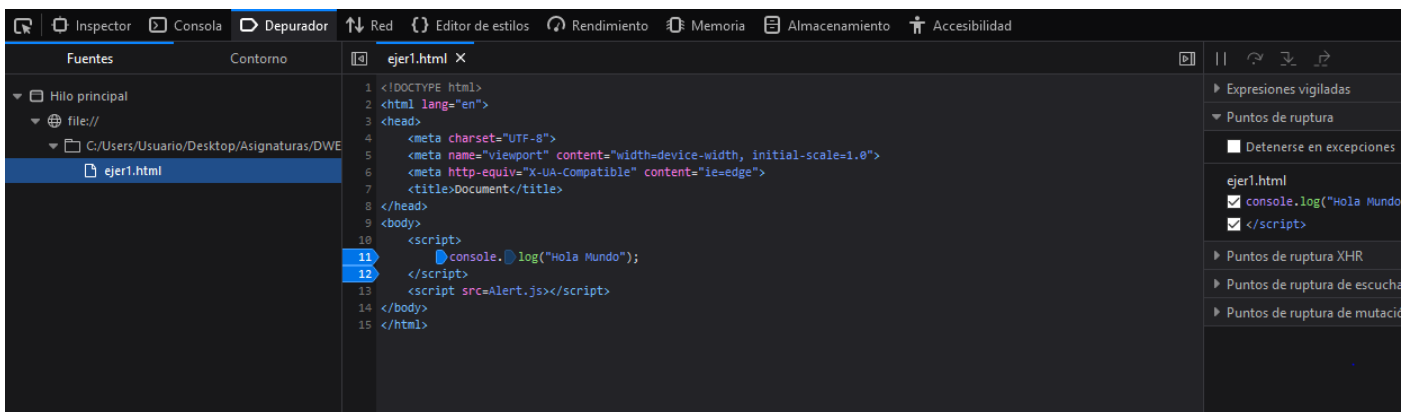 Inspector Consola Depurador Red Editor de estilos Rendimiento Memoria Almacenamiento Accesibilidad
Fuentes Contorno
Hilo principal
file://
C:/Users/Usuario/Desktop/Asignaturas/DWE
ejer1.html
ejer1.html
1 <!DOCTYPE html>
2 <html lang="en">
3 <head>
4 <meta charset="UTF-8">
5 <meta name="viewport" content="width=device-width, initial-scale=1.0">
6 <meta http-equiv="X-UA-Compatible" content="ie=edge">
7 <title>Document</title>
8 </head>
9 <body>
10 <script>
11 console.log("Hola Mundo");
12 </script>
13 <script src=Alert.js></script>
14 </body>
15 </html>
Expresiones vigiladas
Puntos de ruptura
Detenerse en excepciones
ejer1.html
console.log("Hola Mundo
</script>
Puntos de ruptura XHR
Puntos de ruptura de escucha
Puntos de ruptura de mutació